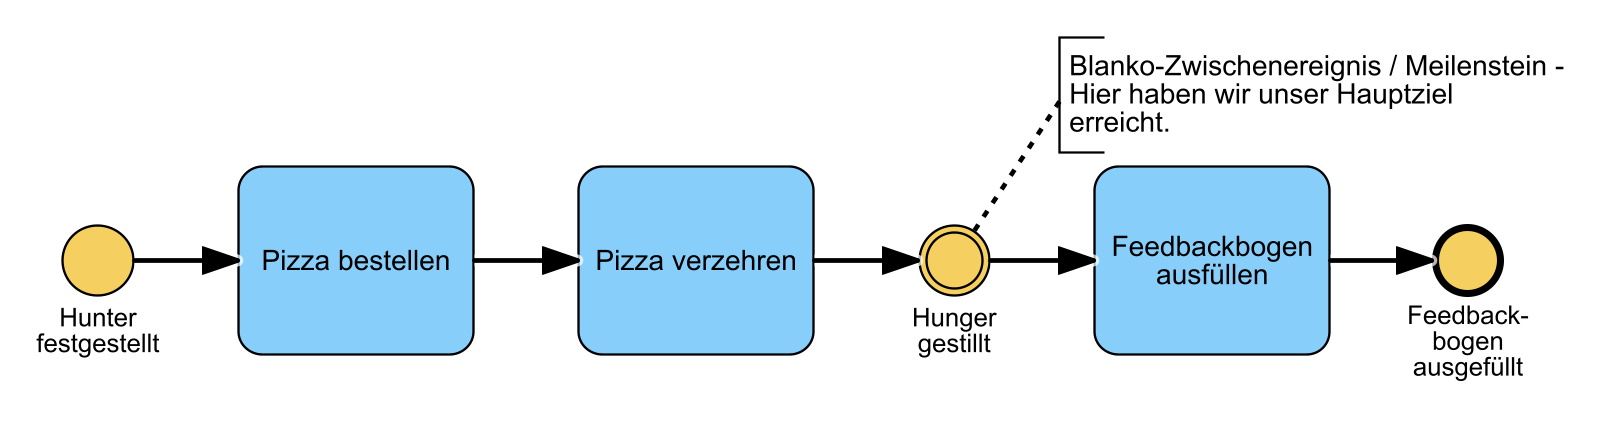 Blanko-Zwischenereignis / Meilenstein -
Hier haben wir unser Hauptziel
erreicht.
Hunter
festgestellt
Pizza bestellen
Pizza verzehren
Hunger
gestillt
Feedbackbogen
ausfüllen
Feedback-
bogen
ausgefüllt